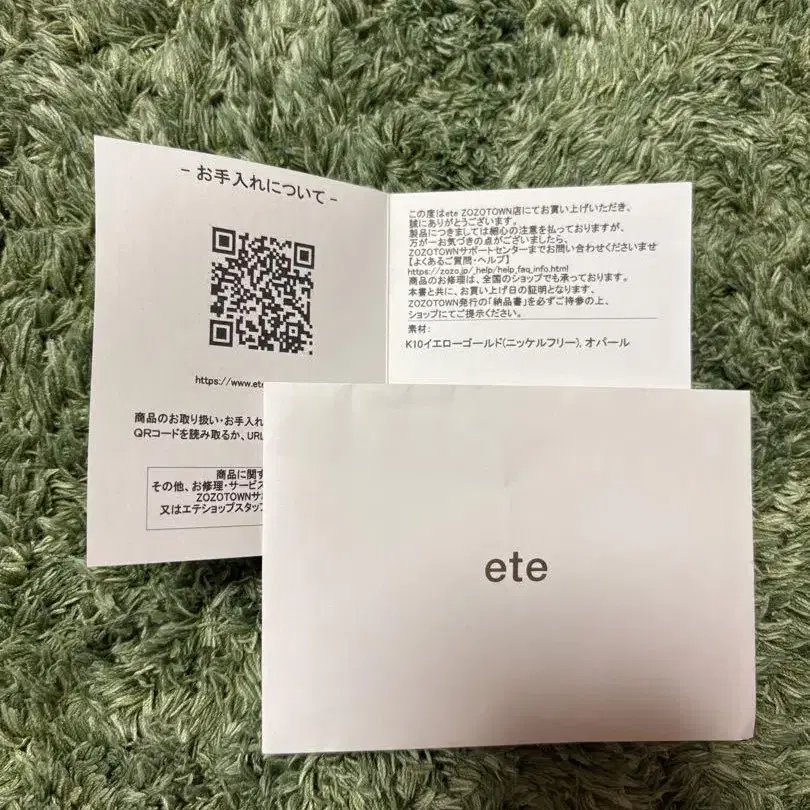 - お手入れについて -
https://www.ete
商品のお取り扱い・お手入れ
QRコードを読み取るか、URL
商品に関す
その他、お修理・サービス
ZOZOTOWNサ
又はエテショップスタッフ
この度はete ZOZOTOWN店にてお買い上げいただき、
誠にありがとうございます。
製品につきましては細心の注意を払っておりますが、
万が一お気づきの点がございましたら、
ZOZOTOWNサポートセンターまでお問い合わせくださいませ
【よくあるご質問・ヘルプ】
https://zozo.jp/_help/help_faq_info.html
商品のお修理は、全国のショップでも承っております。
本書と共に、お買い上げ日の証明となります、
ZOZOTOWN発行の「納品書」を必ずご持参の上、
ショップにてご提示ください。
素材:
K10イエローゴールド(ニッケルフリー), オパール
ete